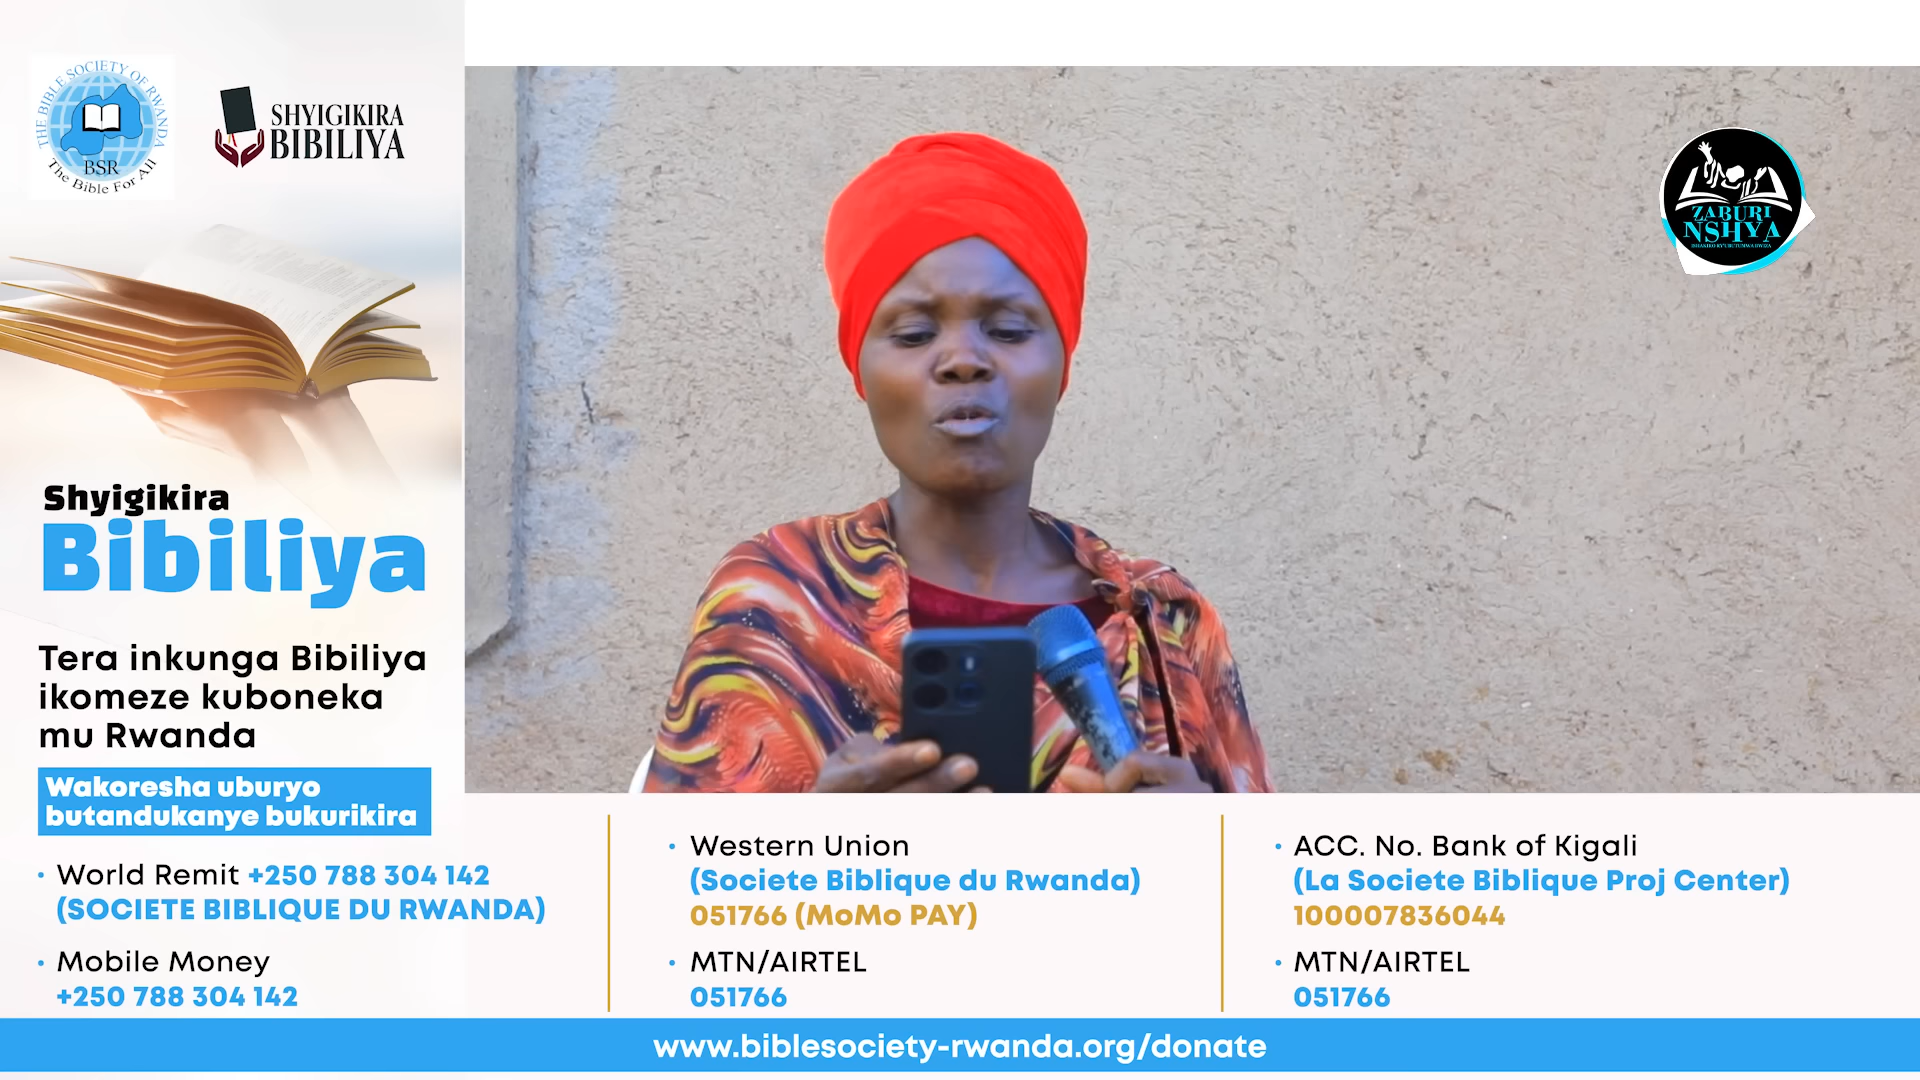 THE BIBLE SOCIETY OF RWANDA
BSR
The Bible For All
SHYIGIKIRA
BIBILIYA
ZABURI
NSHYA
Shyigikira
Bibiliya
Tera inkunga Bibiliya
ikomeze kuboneka
mu Rwanda
Wakoresha uburyo
butandukanye bukurikira
• World Remit +250 788 304 142
(SOCIETE BIBLIQUE DU RWANDA)
• Mobile Money
+250 788 304 142
• Western Union
(Societe Biblique du Rwanda)
051766 (MoMo PAY)
• MTN/AIRTEL
051766
• ACC. No. Bank of Kigali
(La Societe Biblique Proj Center)
100007836044
• MTN/AIRTEL
051766
www.biblesociety-rwanda.org/donate